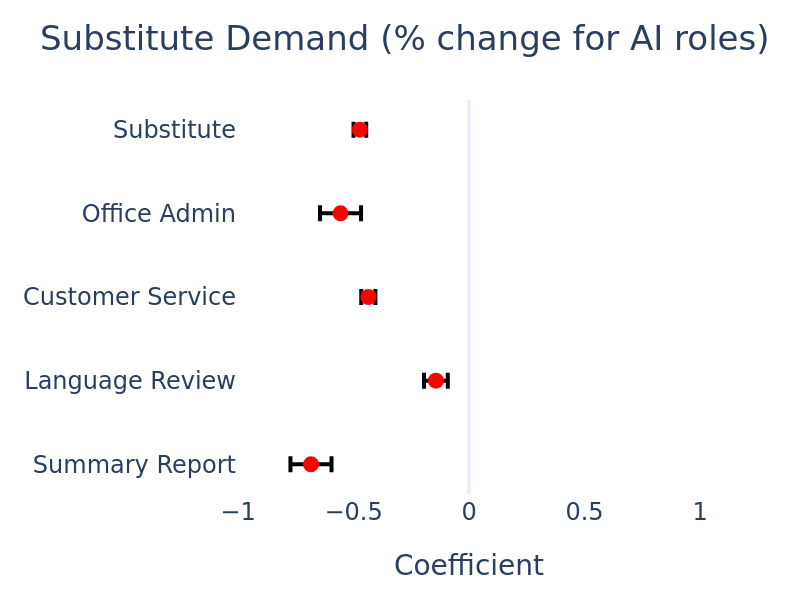 Substitute Demand (% change for AI roles)
Substitute
Office Admin
Customer Service
Language Review
Summary Report
−1 −0.5 0 0.5 1
Coefficient